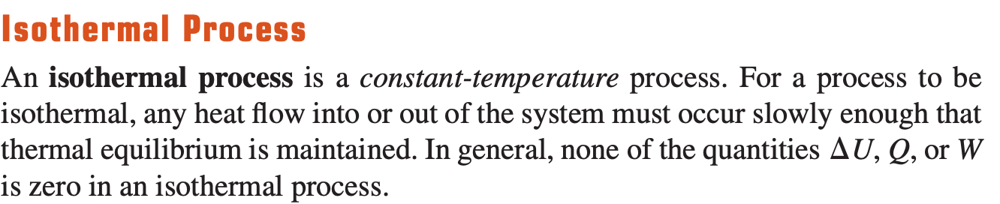 Isothermal Process
An isothermal process is a constant-temperature process. For a process to be
isothermal, any heat flow into or out of the system must occur slowly enough that
thermal equilibrium is maintained. In general, none of the quantities ΔU, Q, or W
is zero in an isothermal process.